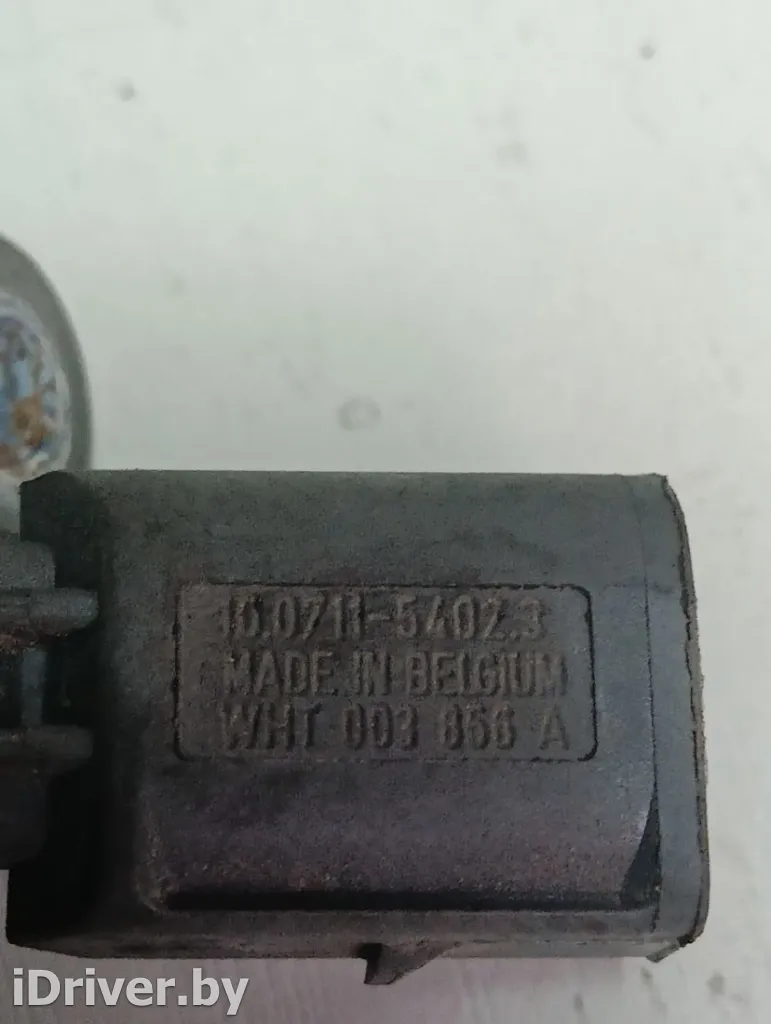 10.0711-5402.3
MADE IN BELGIUM
WHT 003 856 A
iDriver.by